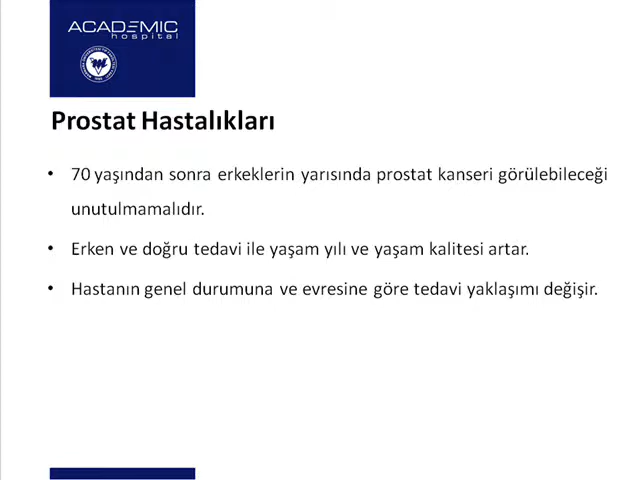 ACADEMIC
hospital
Prostat Hastalıkları
• 70 yaşından sonra erkeklerin yarısında prostat kanseri görülebileceği
unutulmamalıdır.
• Erken ve doğru tedavi ile yaşam yılı ve yaşam kalitesi artar.
• Hastanın genel durumuna ve evresine göre tedavi yaklaşımı değişir.